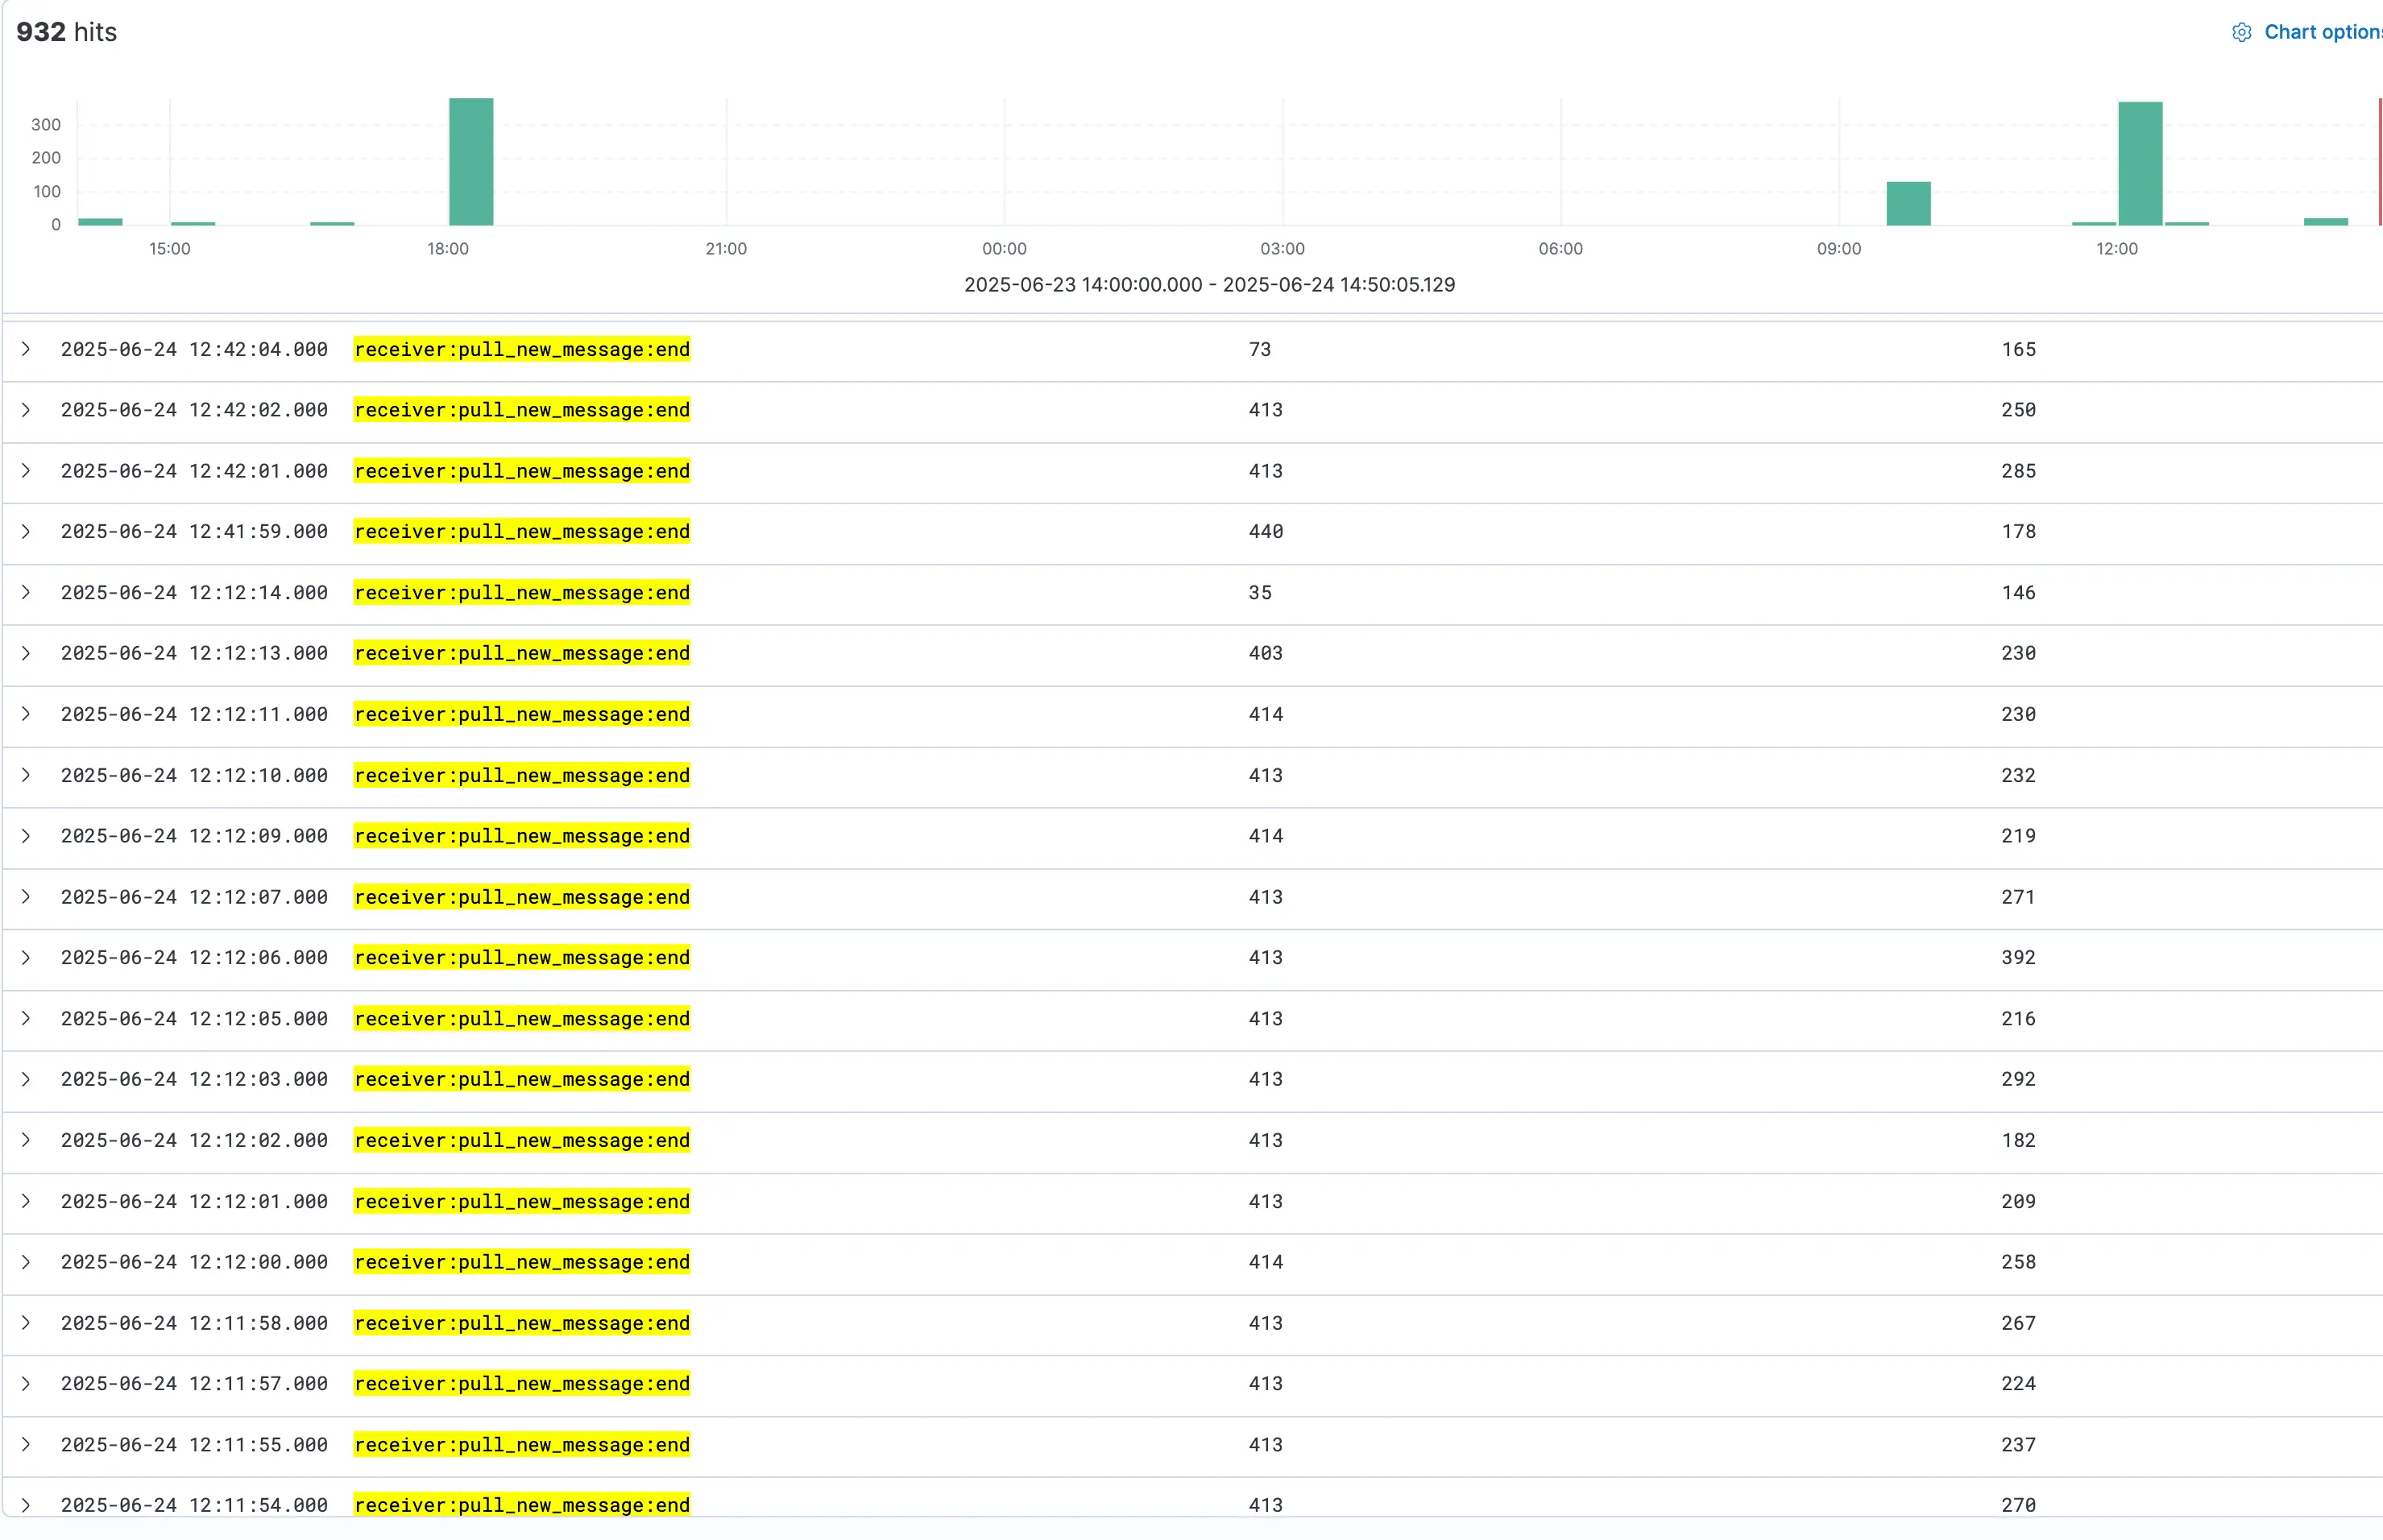 932 hits
Chart options
300
200
100
0
15:00 18:00 21:00 00:00 03:00 06:00 09:00 12:00
2025-06-23 14:00:00.000 - 2025-06-24 14:50:05.129
2025-06-24 12:42:04.000 receiver:pull_new_message:end 73 165
2025-06-24 12:42:02.000 receiver:pull_new_message:end 413 250
2025-06-24 12:42:01.000 receiver:pull_new_message:end 413 285
2025-06-24 12:41:59.000 receiver:pull_new_message:end 440 178
2025-06-24 12:12:14.000 receiver:pull_new_message:end 35 146
2025-06-24 12:12:13.000 receiver:pull_new_message:end 403 230
2025-06-24 12:12:11.000 receiver:pull_new_message:end 414 230
2025-06-24 12:12:10.000 receiver:pull_new_message:end 413 232
2025-06-24 12:12:09.000 receiver:pull_new_message:end 414 219
2025-06-24 12:12:07.000 receiver:pull_new_message:end 413 271
2025-06-24 12:12:06.000 receiver:pull_new_message:end 413 392
2025-06-24 12:12:05.000 receiver:pull_new_message:end 413 216
2025-06-24 12:12:03.000 receiver:pull_new_message:end 413 292
2025-06-24 12:12:02.000 receiver:pull_new_message:end 413 182
2025-06-24 12:12:01.000 receiver:pull_new_message:end 413 209
2025-06-24 12:12:00.000 receiver:pull_new_message:end 414 258
2025-06-24 12:11:58.000 receiver:pull_new_message:end 413 267
2025-06-24 12:11:57.000 receiver:pull_new_message:end 413 224
2025-06-24 12:11:55.000 receiver:pull_new_message:end 413 237
2025-06-24 12:11:54.000 receiver:pull_new_message:end 413 270